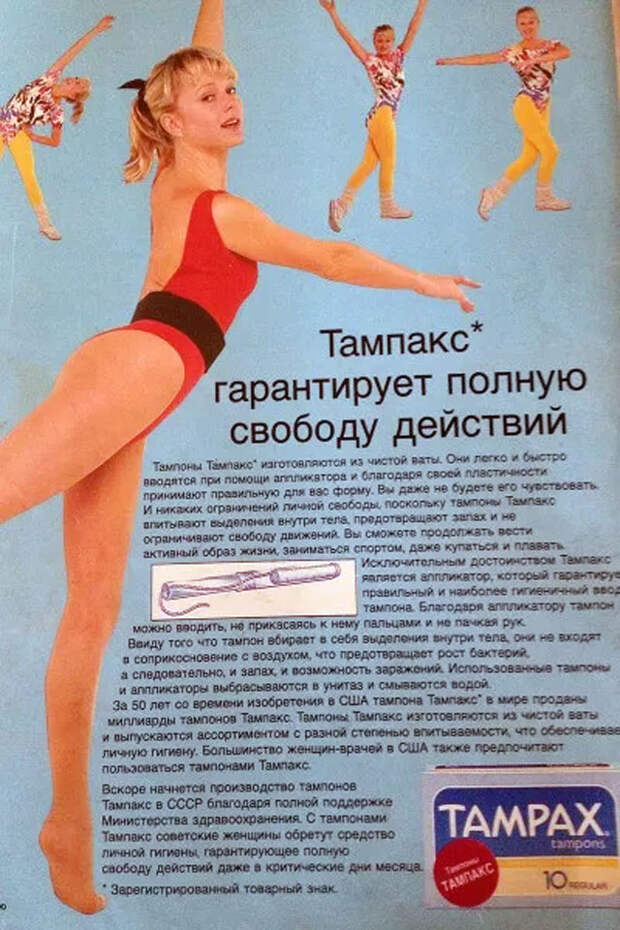 Тампакс*
гарантирует полную
свободу действий
Тампоны Тампакс* изготовляются из чистой ваты. Они легко и быстро
вводятся при помощи аппликатора и благодаря своей пластичности
принимают правильную для вас форму. Вы даже не будете его чувствовать.
И никаких ограничений личной свободы, поскольку тампоны Тампакс
впитывают выделения внутри тела, предотвращают запах и не
ограничивают свободу движений. Вы сможете продолжать вести
активный образ жизни, заниматься спортом, даже купаться и плавать.
Исключительным достоинством Тампакс
является аппликатор, который гарантируе
правильный и наиболее гигиеничный ввод
тампона. Благодаря аппликатору тампон
можно вводить, не прикасаясь к нему пальцами и не пачкая рук.
Ввиду того что тампон вбирает в себя выделения внутри тела, они не входят
в соприкосновение с воздухом, что предотвращает рост бактерий,
а следовательно, и запах, и возможность заражений. Использованные тампоны
и аппликаторы выбрасываются в унитаз и смываются водой.
За 50 лет со времени изобретения в США тампона Тампакс* в мире проданы
миллиарды тампонов Тампакс. Тампоны Тампакс изготовляются из чистой ваты
и выпускаются ассортиментом с разной степенью впитываемости, что обеспечивае
личную гигиену. Большинство женщин-врачей в США также предпочитают
пользоваться тампонами Тампакс.
Вскоре начнется производство тампонов
Тампакс в СССР благодаря полной поддержке
Министерства здравоохранения. С тампонами
Тампакс советские женщины обретут средство
личной гигиены, гарантирующее полную
свободу действий даже в критические дни месяца.
* Зарегистрированный товарный знак.
TAMPAX
tampons
Тампоны
ТАМПАКС
10 REGULAR